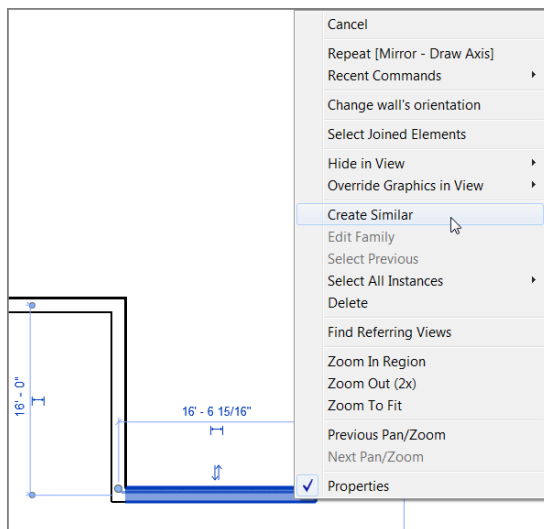 Cancel
Repeat [Mirror - Draw Axis]
Recent Commands
Change wall's orientation
Select Joined Elements
Hide in View
Override Graphics in View
Create Similar
Edit Family
Select Previous
Select All Instances
Delete
Find Referring Views
Zoom In Region
Zoom Out (2x)
Zoom To Fit
Previous Pan/Zoom
Next Pan/Zoom
Properties
16' - 0"
16' - 6 15/16"